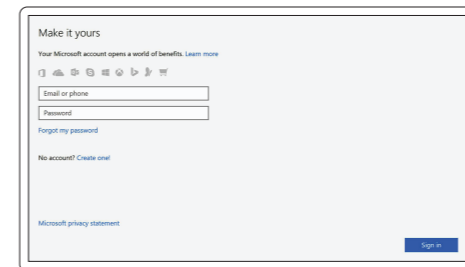 Make it yours
Your Microsoft account opens a world of benefits. Learn more
Email or phone
Password
Forgot my password
No account? Create one!
Microsoft privacy statement
Sign in